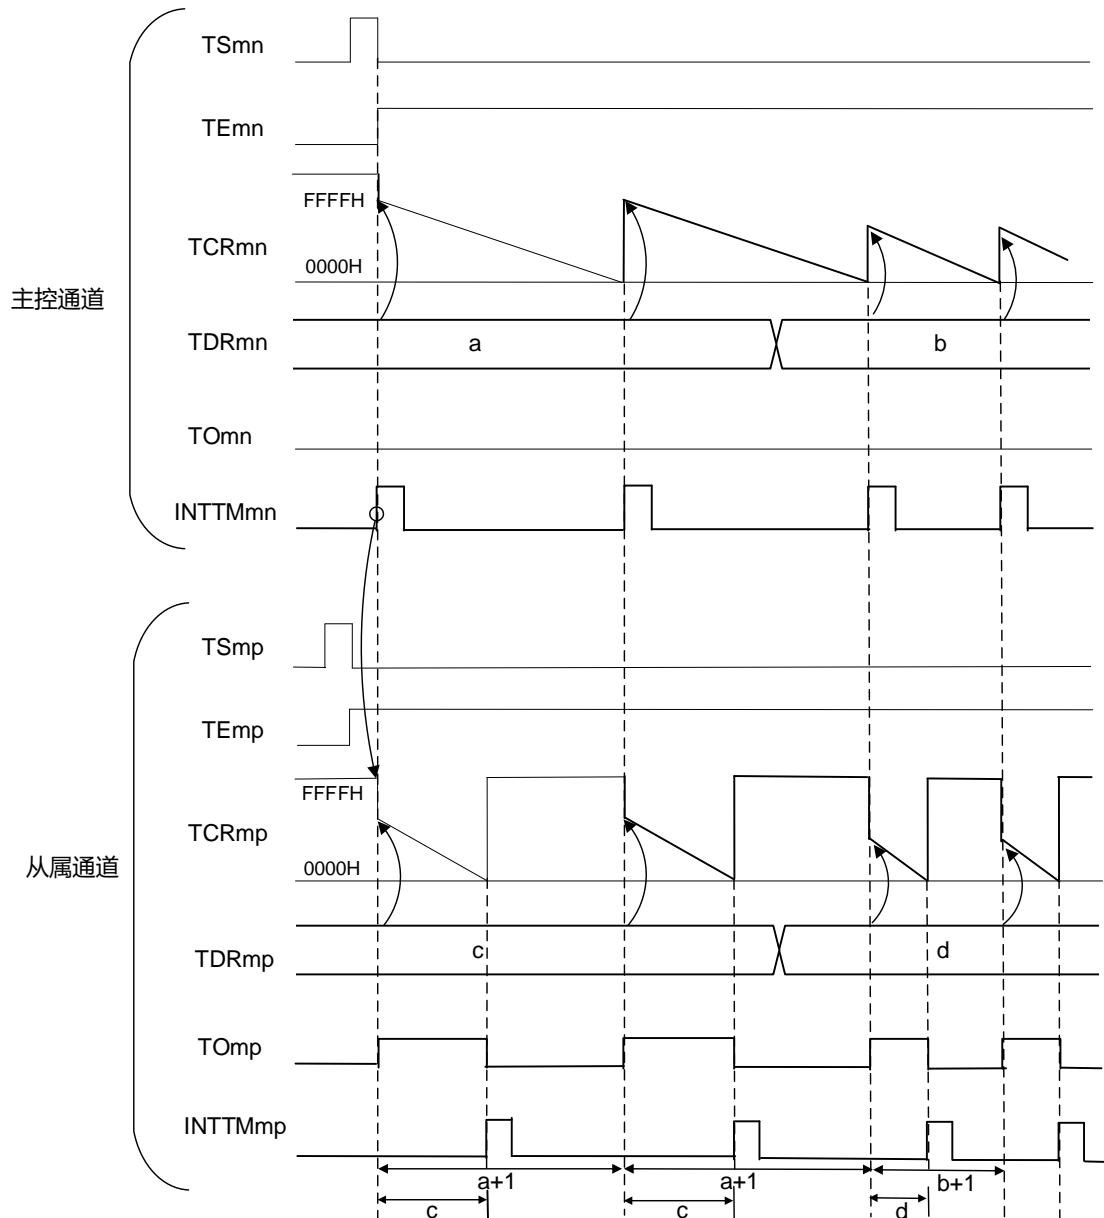 主控通道
TSmn
TEmn
FFFFH
TCRmn
0000H
TDRmn
a
b
TOmn
INTTMmn
从属通道
TSmp
TEmp
FFFFH
TCRmp
0000H
TDRmp
c
d
TOmp
INTTMmp
a+1
a+1
b+1
c
c
d